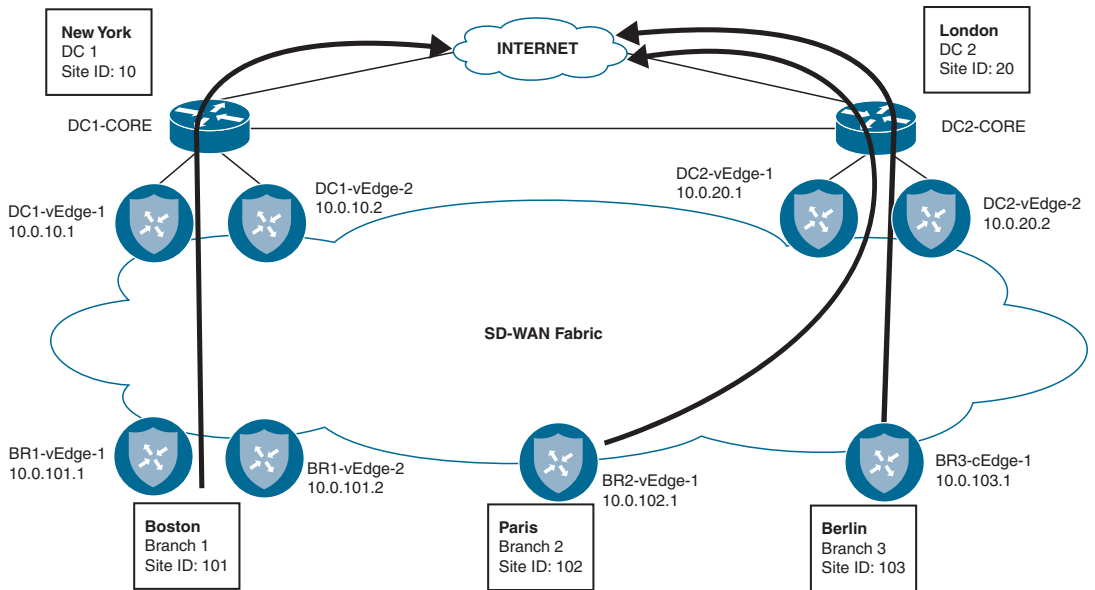 New York
DC 1
Site ID: 10
INTERNET
London
DC 2
Site ID: 20
DC1-CORE
DC2-CORE
DC1-vEdge-1
10.0.10.1
DC1-vEdge-2
10.0.10.2
DC2-vEdge-1
10.0.20.1
DC2-vEdge-2
10.0.20.2
SD-WAN Fabric
BR1-vEdge-1
10.0.101.1
BR1-vEdge-2
10.0.101.2
BR2-vEdge-1
10.0.102.1
BR3-cEdge-1
10.0.103.1
Boston
Branch 1
Site ID: 101
Paris
Branch 2
Site ID: 102
Berlin
Branch 3
Site ID: 103